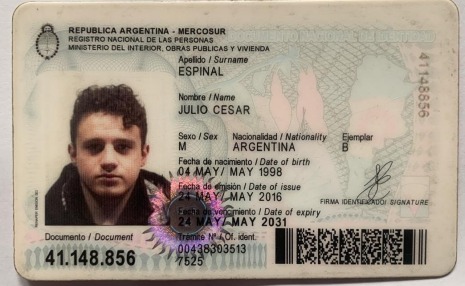 REPUBLICA ARGENTINA - MERCOSUR
REGISTRO NACIONAL DE LAS PERSONAS
MINISTERIO DEL INTERIOR, OBRAS PUBLICAS Y VIVIENDA
Apellido / Surname
ESPINAL
Nombre / Name
JULIO CESAR
Sexo / Sex Nacionalidad / Nationality Ejemplar
M ARGENTINA B
Fecha de nacimiento / Date of birth
04 MAY/ MAY 1998
Fecha de emisión / Date of issue
24 MAY/ MAY 2016
FIRMA IDENTIFICADO/ SIGNATURE
Fecha de vencimiento / Date of expiry
24 MAY/ MAY 2031
Documento / Document
41.148.856
Trámite Nº / Of. ident.
00438303513
7525
41148856